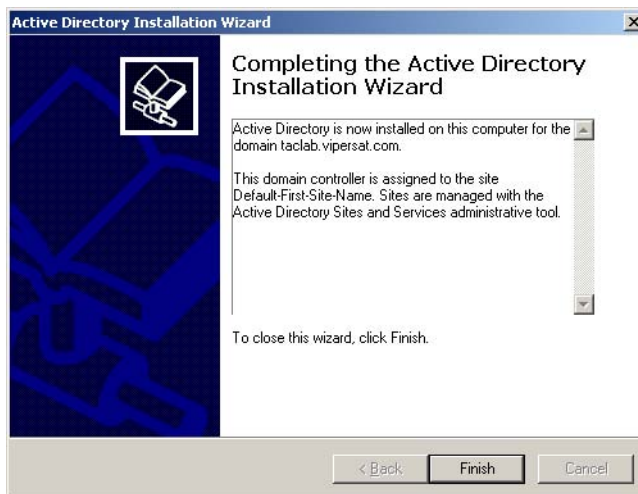 Active Directory Installation Wizard
Completing the Active Directory
Installation Wizard
Active Directory is now installed on this computer for the
domain taclab.vipersat.com.
This domain controller is assigned to the site
Default-First-Site-Name. Sites are managed with the
Active Directory Sites and Services administrative tool.
To close this wizard, click Finish.
< Back Finish Cancel